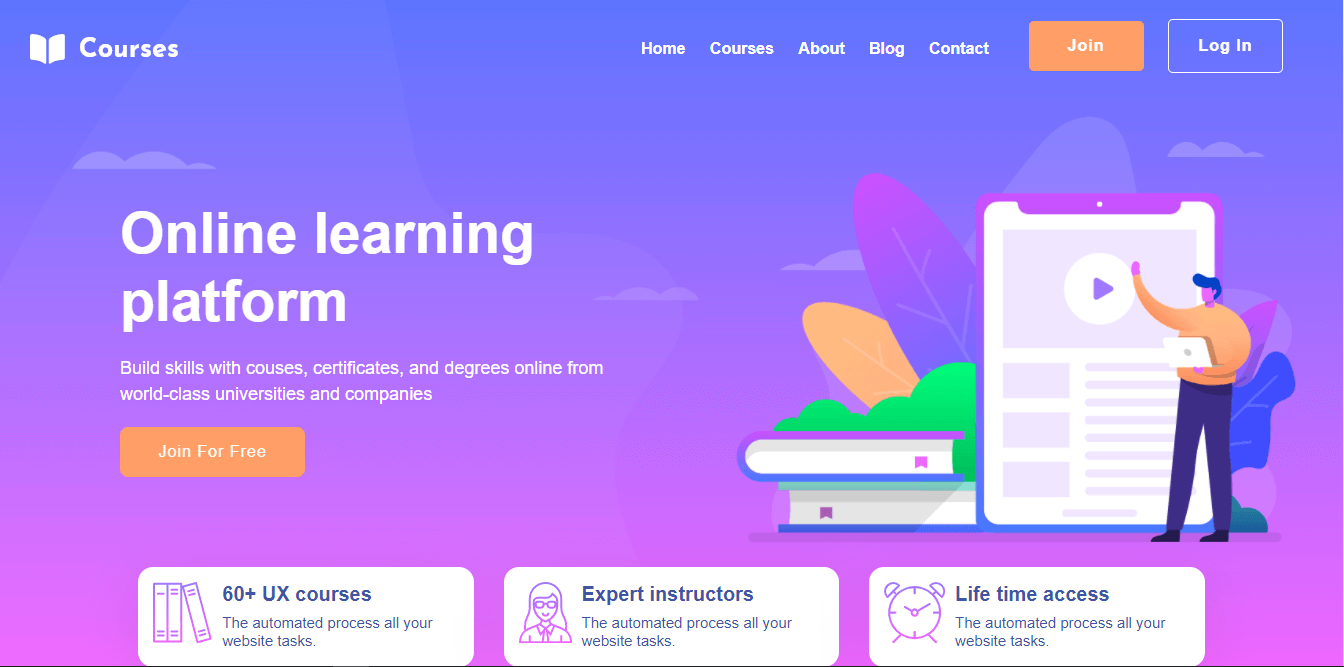 Courses
Home Courses About Blog Contact Join Log In
Online learning
platform
Build skills with couses, certificates, and degrees online from
world-class universities and companies
Join For Free
60+ UX courses
The automated process all your
website tasks.
Expert instructors
The automated process all your
website tasks.
Life time access
The automated process all your
website tasks.